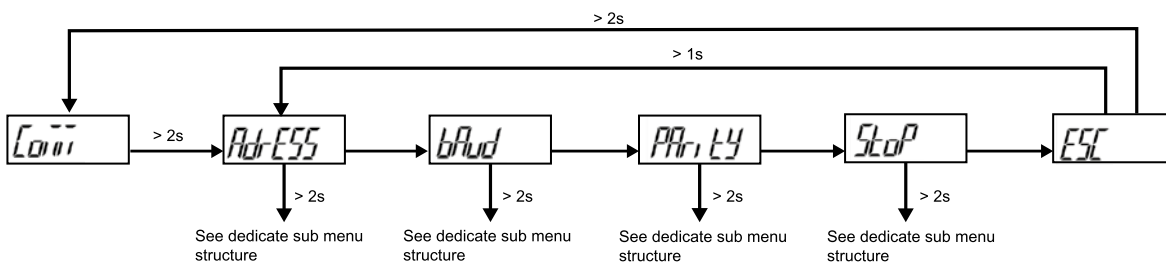 > 2s
> 1s
Comm
> 2s
AdrESS
bAud
PAritY
StoP
ESC
> 2s
> 2s
> 2s
> 2s
See dedicate sub menu
structure
See dedicate sub menu
structure
See dedicate sub menu
structure
See dedicate sub menu
structure